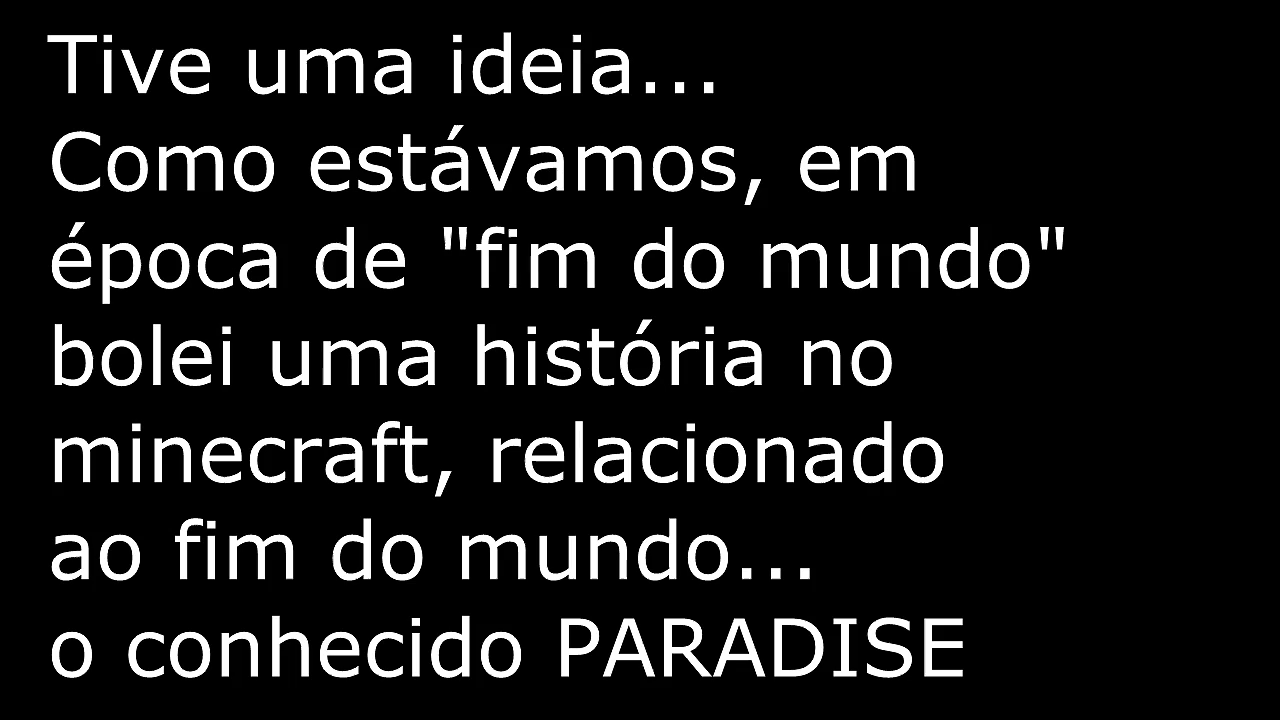 Tive uma ideia...
Como estávamos, em
época de "fim do mundo"
bolei uma história no
minecraft, relacionado
ao fim do mundo...
o conhecido PARADISE